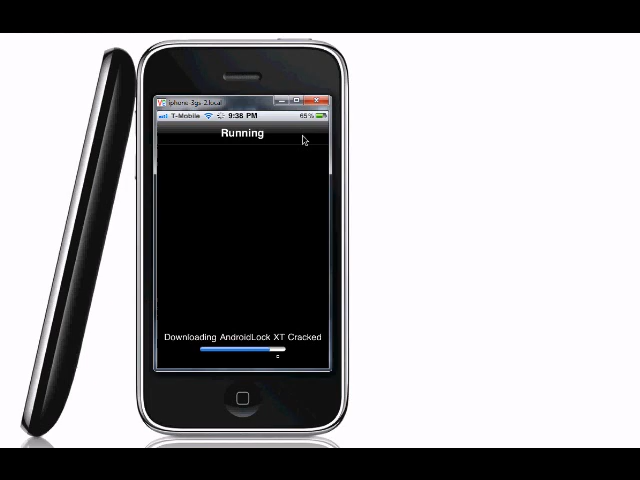 iphone-3gs-2.local
T-Mobile 9:38 PM 65%
Running
Downloading AndroidLock XT Cracked